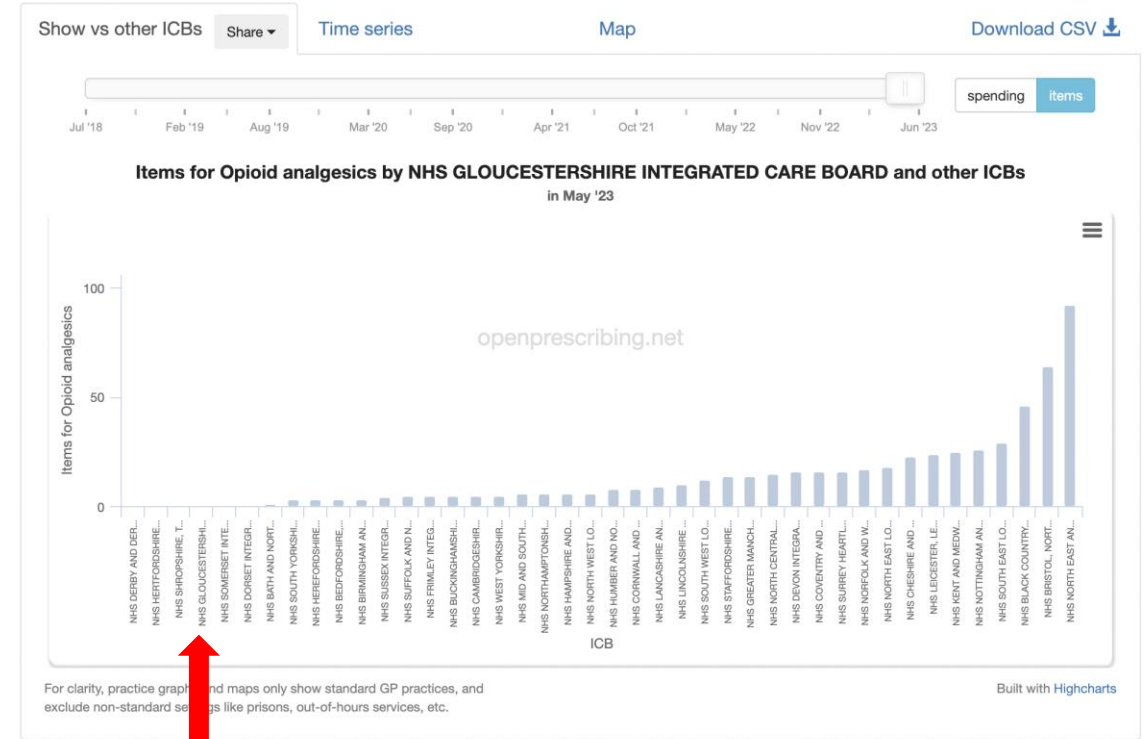 Show vs other ICBs
Share
Time series
Map
Download CSV
spending
items
Jul '18
Feb '19
Aug '19
Mar '20
Sep '20
Apr '21
Oct '21
May '22
Nov '22
Jun '23
Items for Opioid analgesics by NHS GLOUCESTERSHIRE INTEGRATED CARE BOARD and other ICBs
in May '23
openprescribing.net
Items for Opioid analgesics
100
50
0
NHS DERBY AND DER...
NHS HERTFORDSHIRE...
NHS SHROPSHIRE, T...
NHS GLOUCESTERSHI...
NHS SOMERSET INTE...
NHS DORSET INTEGR...
NHS BATH AND NORT...
NHS SOUTH YORKSHI...
NHS HEREFORDSHIRE...
NHS BEDFORDSHIRE,...
NHS BIRMINGHAM AN...
NHS SUSSEX INTEGR...
NHS SUFFOLK AND N...
NHS FRIMLEY INTEG...
NHS BUCKINGHAMSHI...
NHS CAMBRIDGESHIR...
NHS WEST YORKSHIR...
NHS MID AND SOUTH...
NHS NORTHAMPTONSH...
NHS HAMPSHIRE AND...
NHS NORTH WEST LO...
NHS HUMBER AND NO...
NHS CORNWALL AND ...
NHS LANCASHIRE AN...
NHS LINCOLNSHIRE ...
NHS SOUTH WEST LO...
NHS STAFFORDSHIRE...
NHS GREATER MANCH...
NHS NORTH CENTRAL...
NHS DEVON INTEGRA...
NHS COVENTRY AND ...
NHS SURREY HEARTL...
NHS NORFOLK AND W...
NHS NORTH EAST LO...
NHS CHESHIRE AND ...
NHS LEICESTER, LE...
NHS KENT AND MEDW...
NHS NOTTINGHAM AN...
NHS SOUTH EAST LO...
NHS BLACK COUNTRY...
NHS BRISTOL, NORT...
NHS NORTH EAST AN...
ICB
For clarity, practice graphs and maps only show standard GP practices, and
exclude non-standard settings like prisons, out-of-hours services, etc.
Built with Highcharts